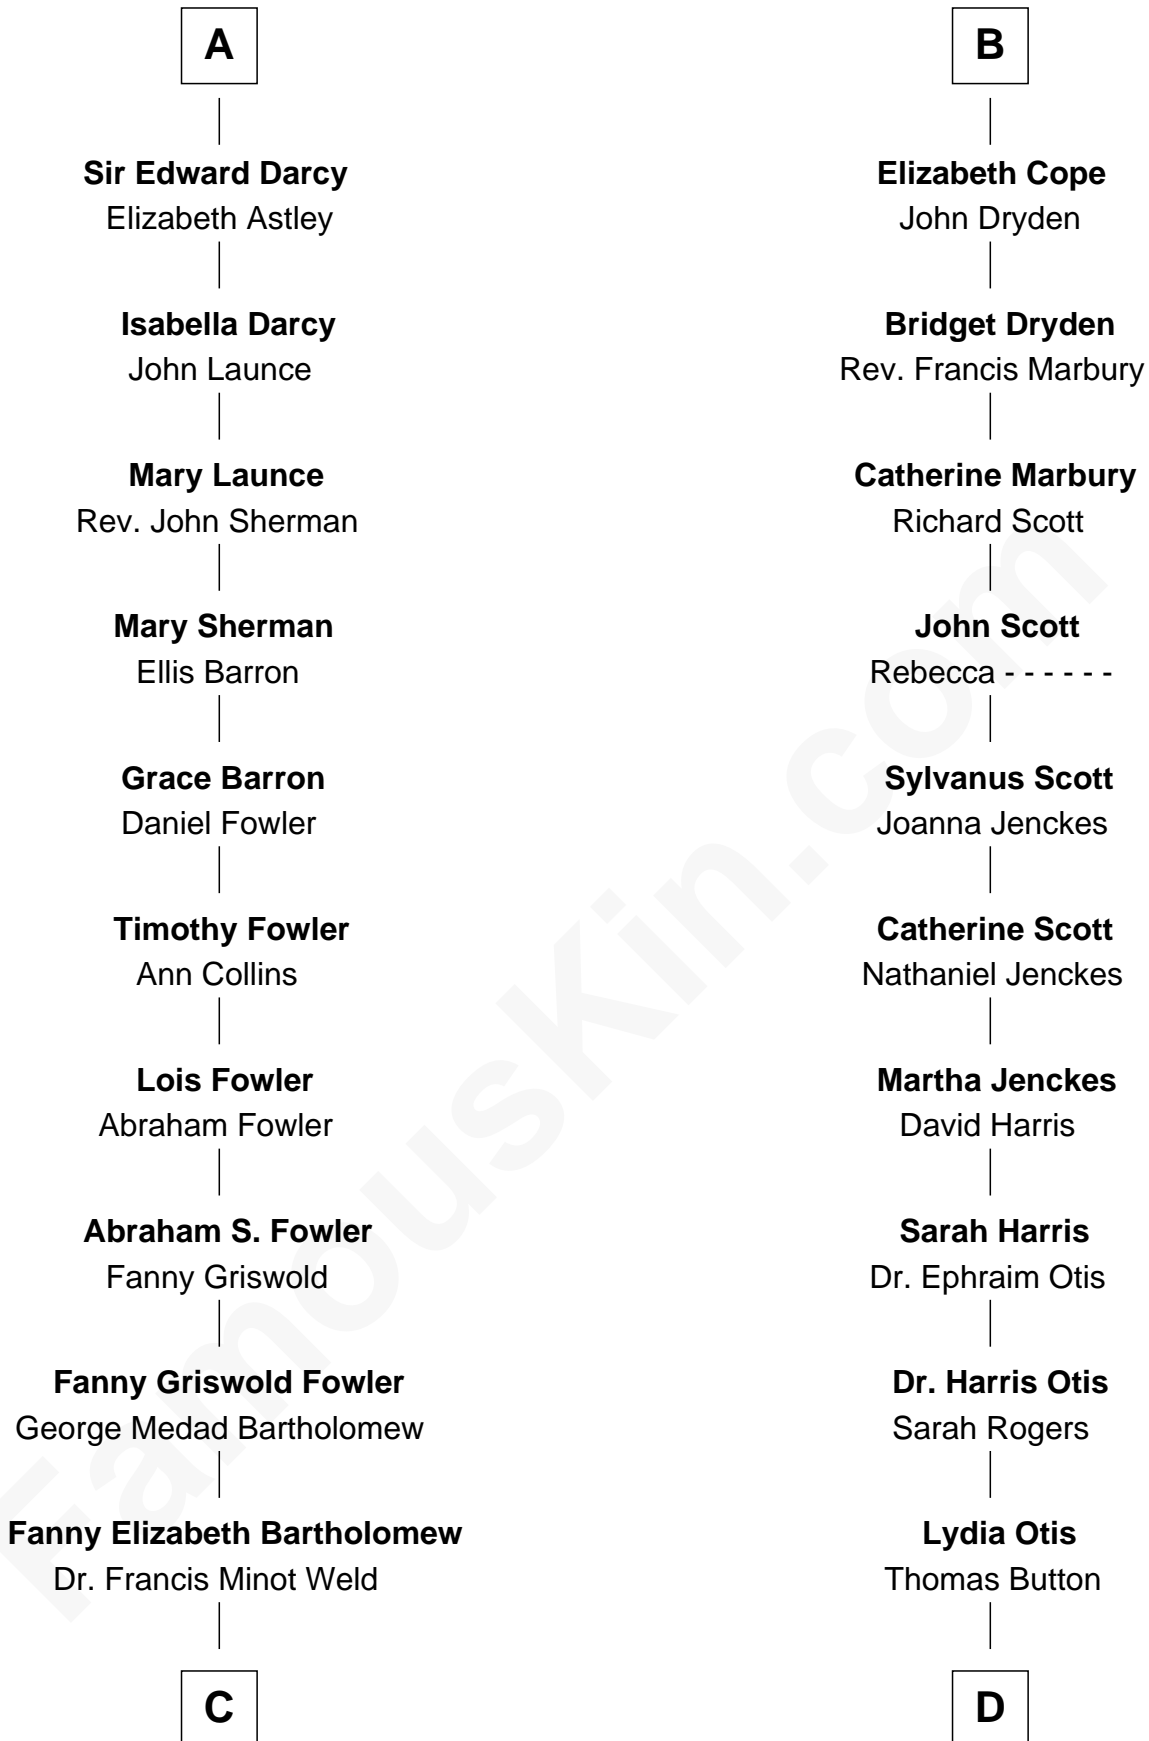 A
Sir Edward Darcy
Elizabeth Astley
Isabella Darcy
John Launce
Mary Launce
Rev. John Sherman
Mary Sherman
Ellis Barron
Grace Barron
Daniel Fowler
Timothy Fowler
Ann Collins
Lois Fowler
Abraham Fowler
Abraham S. Fowler
Fanny Griswold
Fanny Griswold Fowler
George Medad Bartholomew
Fanny Elizabeth Bartholomew
Dr. Francis Minot Weld
C
B
Elizabeth Cope
John Dryden
Bridget Dryden
Rev. Francis Marbury
Catherine Marbury
Richard Scott
John Scott
Rebecca - - - - - -
Sylvanus Scott
Joanna Jenckes
Catherine Scott
Nathaniel Jenckes
Martha Jenckes
David Harris
Sarah Harris
Dr. Ephraim Otis
Dr. Harris Otis
Sarah Rogers
Lydia Otis
Thomas Button
D
FamousKin.com